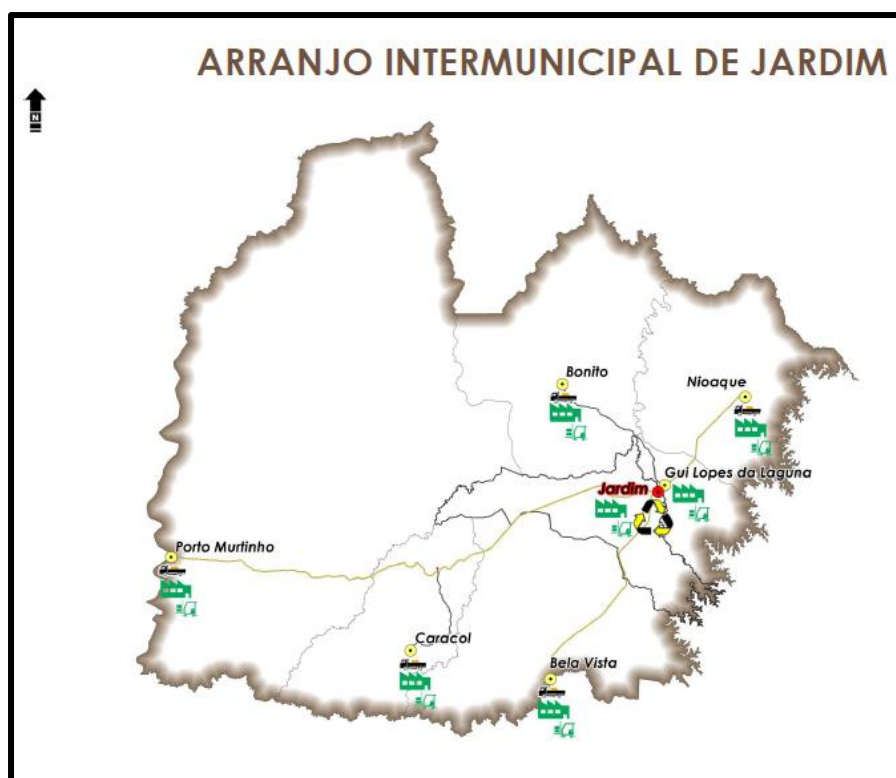 ARRANJO INTERMUNICIPAL DE JARDIM
N
Bonito
Nioaque
Gui Lopes da Laguna
Jardim
Porto Murtinho
Caracol
Bela Vista